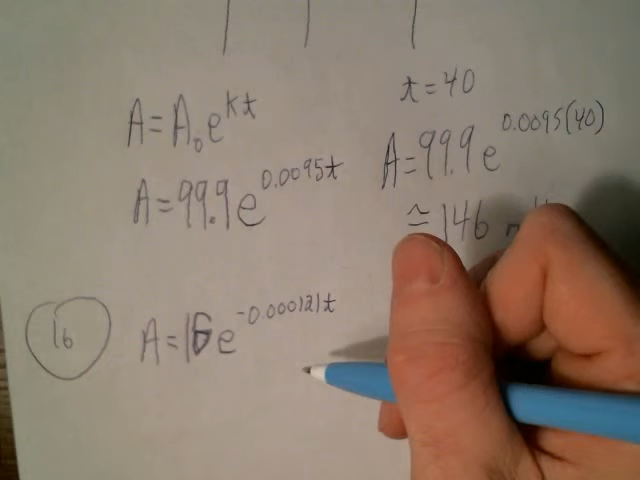 A = A₀e^kt
A = 99.9e^0.0095t
t = 40
A = 99.9e^0.0095(40)
≅ 146
16
A = 16e^-0.000121t